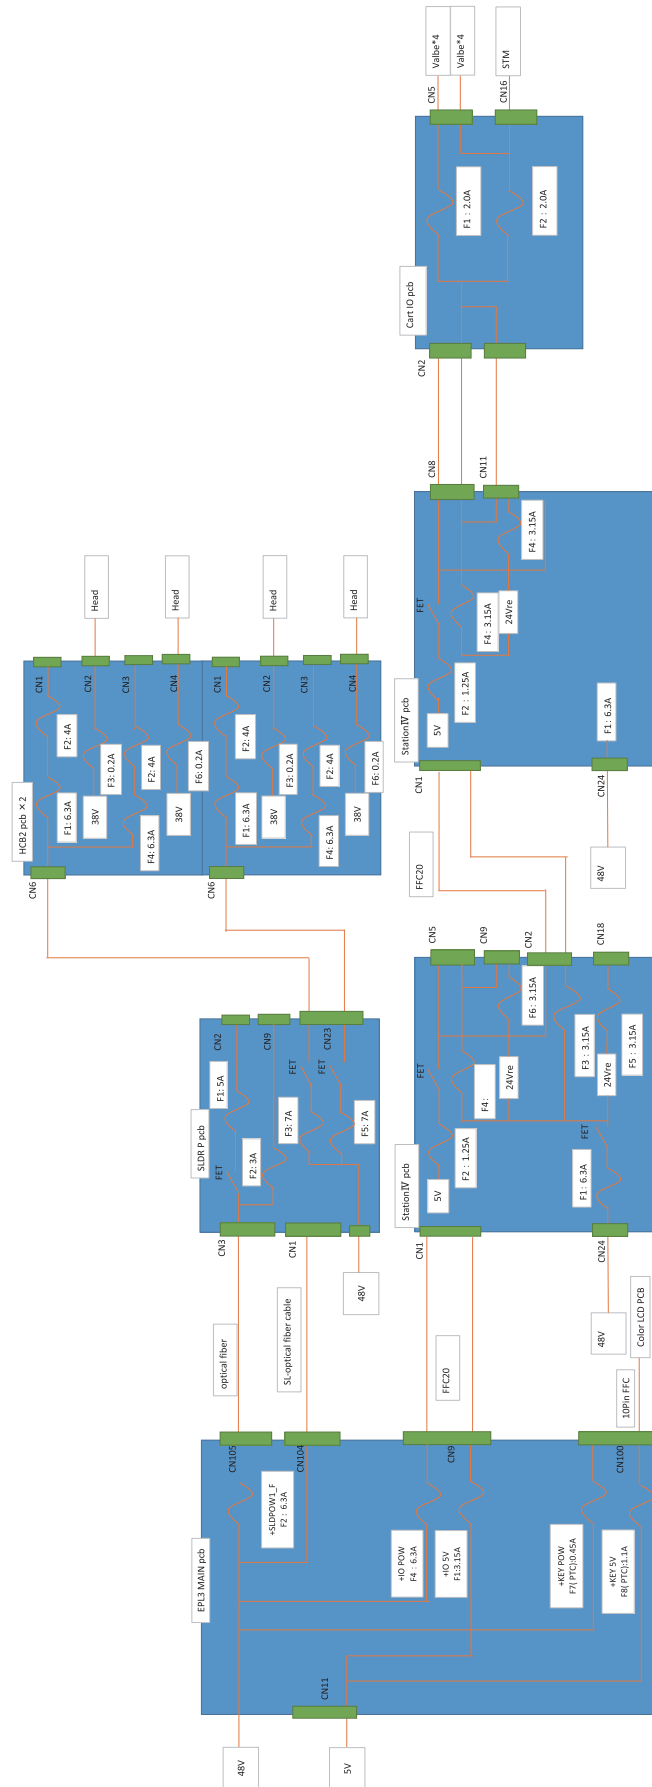 48V
5V
EPL3 MAIN pcb
CN11
+SLDPOW1_F
F2 : 6.3A
CN105
CN104
+IO POW
F4 : 6.3A
+IO 5V
F1:3.15A
CN9
+KEY POW
F7( PTC):0.45A
+KEY 5V
F8( PTC):1.1A
CN100
optical fiber
SL-optical fiber cable
FFC20
10Pin FFC
Color LCD PCB
48V
48V
SLDR P pcb
CN3
CN1
FET
F1: 5A
F2: 3A
F3: 7A
FET
FET
F5: 7A
CN2
CN9
CN23
StationⅣ pcb
CN1
CN24
5V
F2 : 1.25A
FET
F4:
24Vre
F6: 3.15A
F1: 6.3A
FET
F3 : 3.15A
24Vre
F5 : 3.15A
CN5
CN9
CN2
CN18
HCB2 pcb ×2
CN6
F1: 6.3A
F2: 4A
CN1
38V
F3: 0.2A
CN2
F4: 6.3A
F2: 4A
CN3
38V
F6: 0.2A
CN4
Head
Head
CN6
F1: 6.3A
F2: 4A
CN1
38V
F3: 0.2A
CN2
F4: 6.3A
F2: 4A
CN3
38V
F6: 0.2A
CN4
Head
Head
FFC20
48V
StationⅣ pcb
CN1
CN24
5V
F2 : 1.25A
FET
F4 : 3.15A
24Vre
F4 : 3.15A
F1: 6.3A
CN8
CN11
Cart IO pcb
CN2
F1 : 2.0A
F2 : 2.0A
CN5
CN16
Valbe*4
Valbe*4
STM